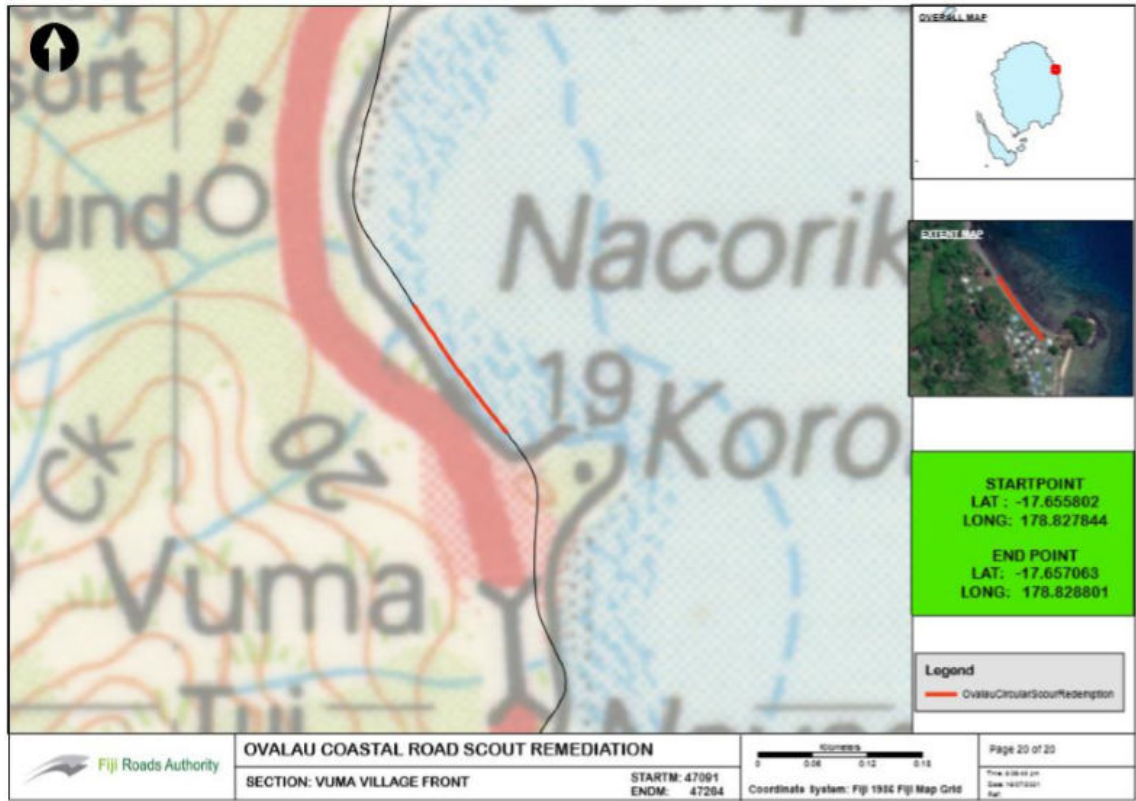 sort
ound
Nacorik
19
Koro
CK
20
Vuma
Tui
OVERALL MAP
EXTENT MAP
STARTPOINT
LAT : -17.655802
LONG: 178.827844
END POINT
LAT: -17.657063
LONG: 178.828801
Legend
OvalauCircularScourRedemption
Fiji Roads Authority
OVALAU COASTAL ROAD SCOUT REMEDIATION
SECTION: VUMA VILLAGE FRONT
STARTM: 47091
ENDM: 47264
Kilometers
0 0.06 0.12 0.18
Coordinate System: Fiji 1986 Fiji Map Grid
Page 20 of 20